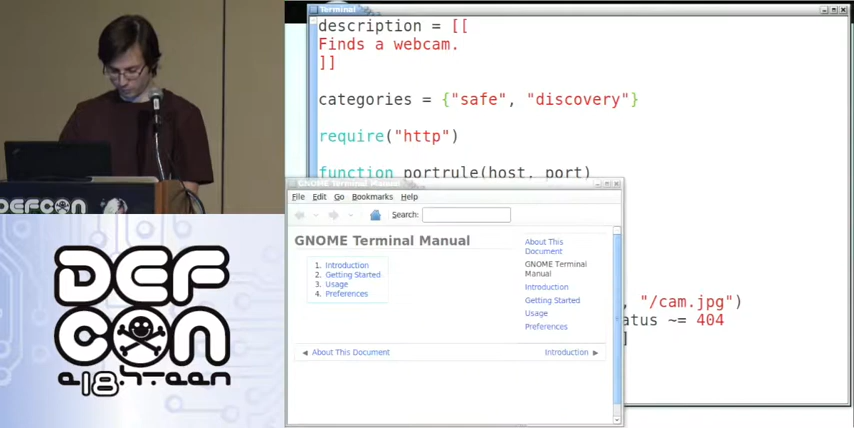 Terminal
description = [[
Finds a webcam.
]]
categories = {"safe", "discovery"}
require("http")
function portrule(host, port)
GNOME Terminal Manual
File Edit Go Bookmarks Help
Search:
GNOME Terminal Manual
1. Introduction
2. Getting Started
3. Usage
4. Preferences
About This
Document
GNOME Terminal
Manual
Introduction
Getting Started
Usage
Preferences
About This Document
Introduction
, "/cam.jpg")
atus ~= 404
]
DEFCON
DEF
CON
e18.hteen